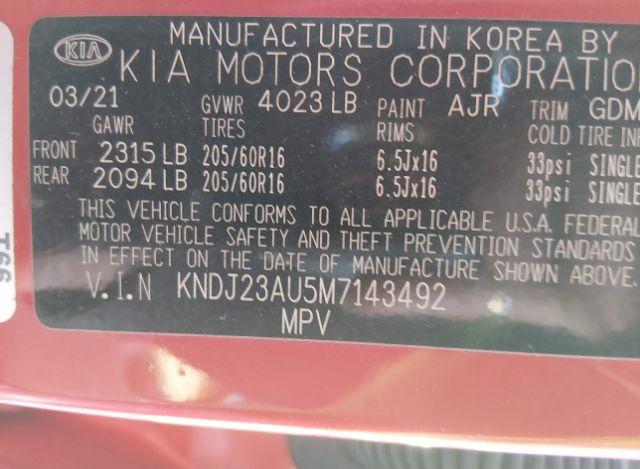 MANUFACTURED IN KOREA BY
KIA KIA MOTORS CORPORATION
03/21 GVWR 4023 LB PAINT AJR TRIM GDM
GAWR TIRES RIMS COLD TIRE INF
FRONT 2315 LB 205/60R16 6.5Jx16 33psi SINGLE
REAR 2094 LB 205/60R16 6.5Jx16 33psi SINGLE
THIS VEHICLE CONFORMS TO ALL APPLICABLE U.S.A. FEDERAL
MOTOR VEHICLE SAFETY AND THEFT PREVENTION STANDARDS
IN EFFECT ON THE DATE OF MANUFACTURE SHOWN ABOVE.
V.I.N KNDJ23AU5M7143492
MPV